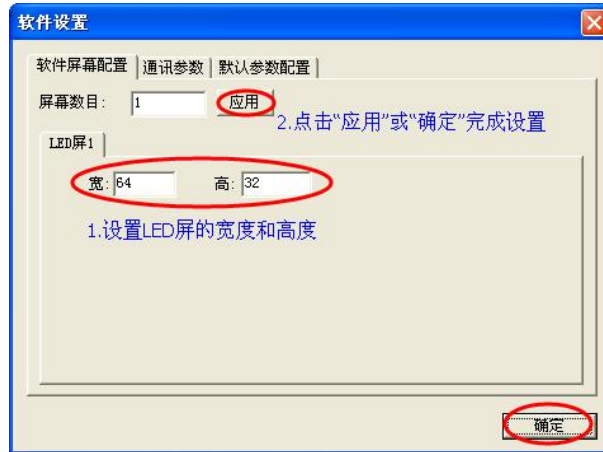 软件设置
软件屏幕配置 通讯参数 默认参数配置
屏幕数目: 1 应用
2.点击“应用”或“确定”完成设置
LED屏1
宽: 64 高: 32
1.设置LED屏的宽度和高度
确定